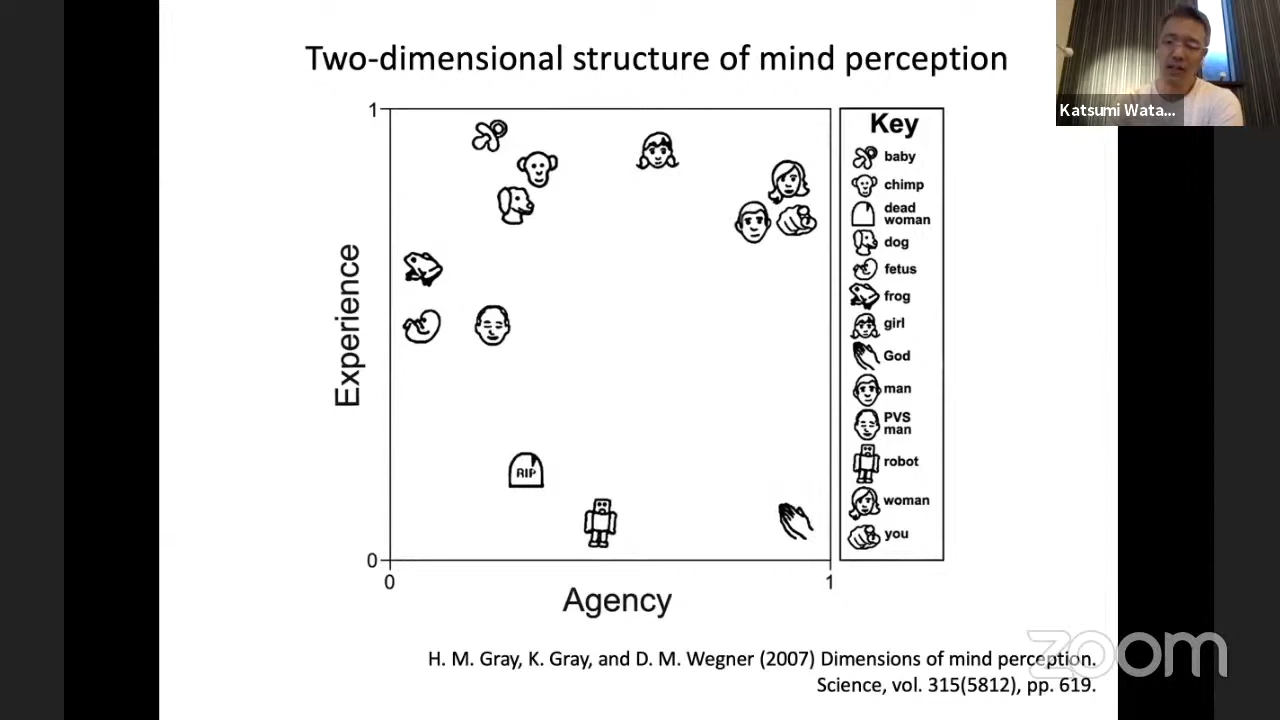 Two-dimensional structure of mind perception
Katsumi Wata...
1
Experience
RIP
0
0
1
Agency
Key
baby
chimp
dead
woman
dog
fetus
frog
girl
God
man
PVS
man
robot
woman
you
H. M. Gray, K. Gray, and D. M. Wegner (2007) Dimensions of mind perception.
Science, vol. 315(5812), pp. 619.
zoom